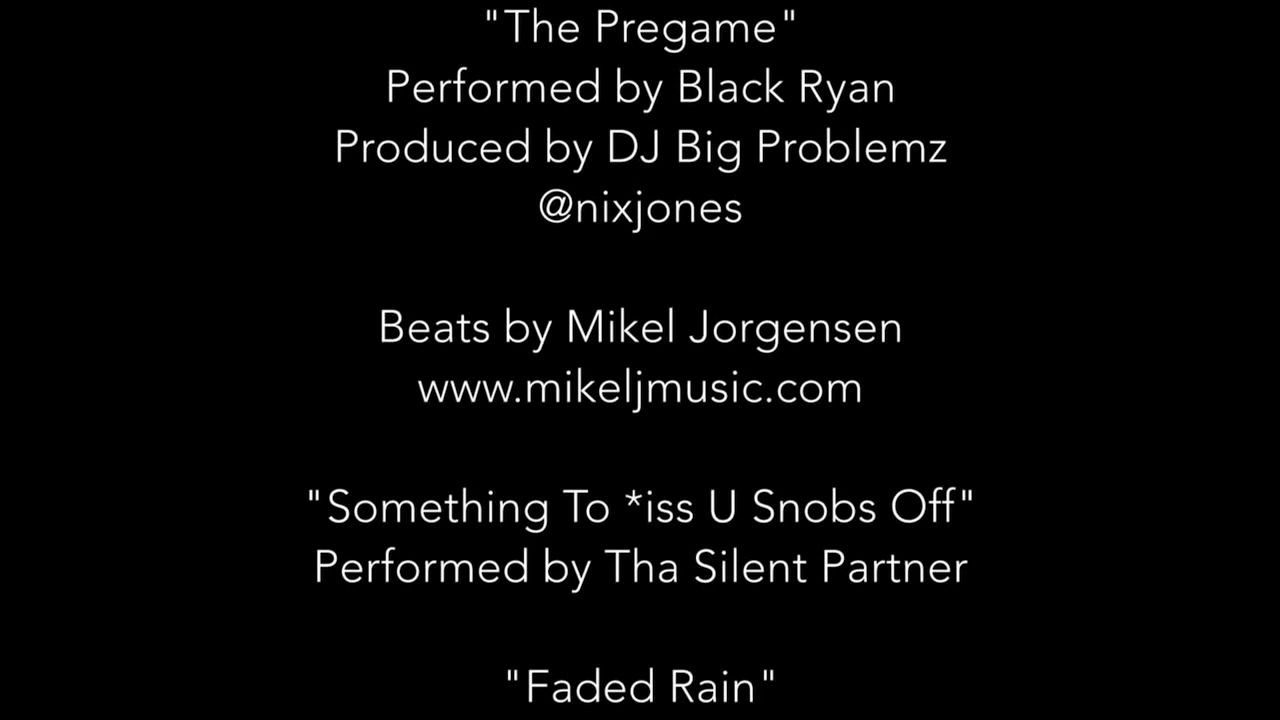 "The Pregame"
Performed by Black Ryan
Produced by DJ Big Problemz
@nixjones
Beats by Mikel Jorgensen
www.mikeljmusic.com
"Something To *iss U Snobs Off"
Performed by Tha Silent Partner
"Faded Rain"